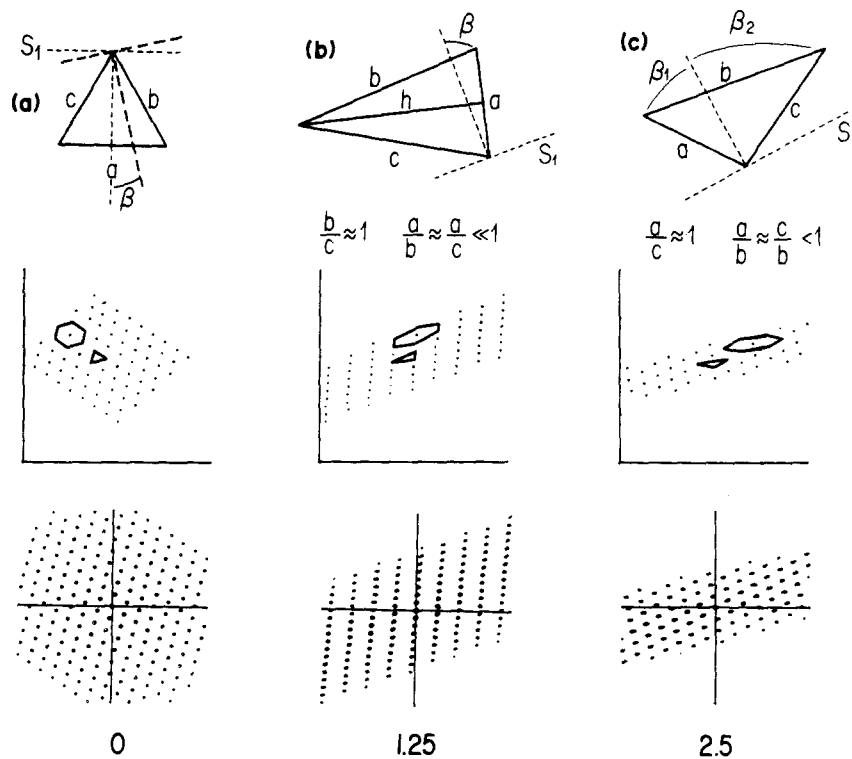 (a)
S₁
c
b
a
β
(b)
β
b
h
a
c
S₁
b/c ≈ 1 a/b ≈ a/c ≪ 1
(c)
β₁
β₂
b
a
c
S
a/c ≈ 1 a/b ≈ c/b < 1
0
1.25
2.5